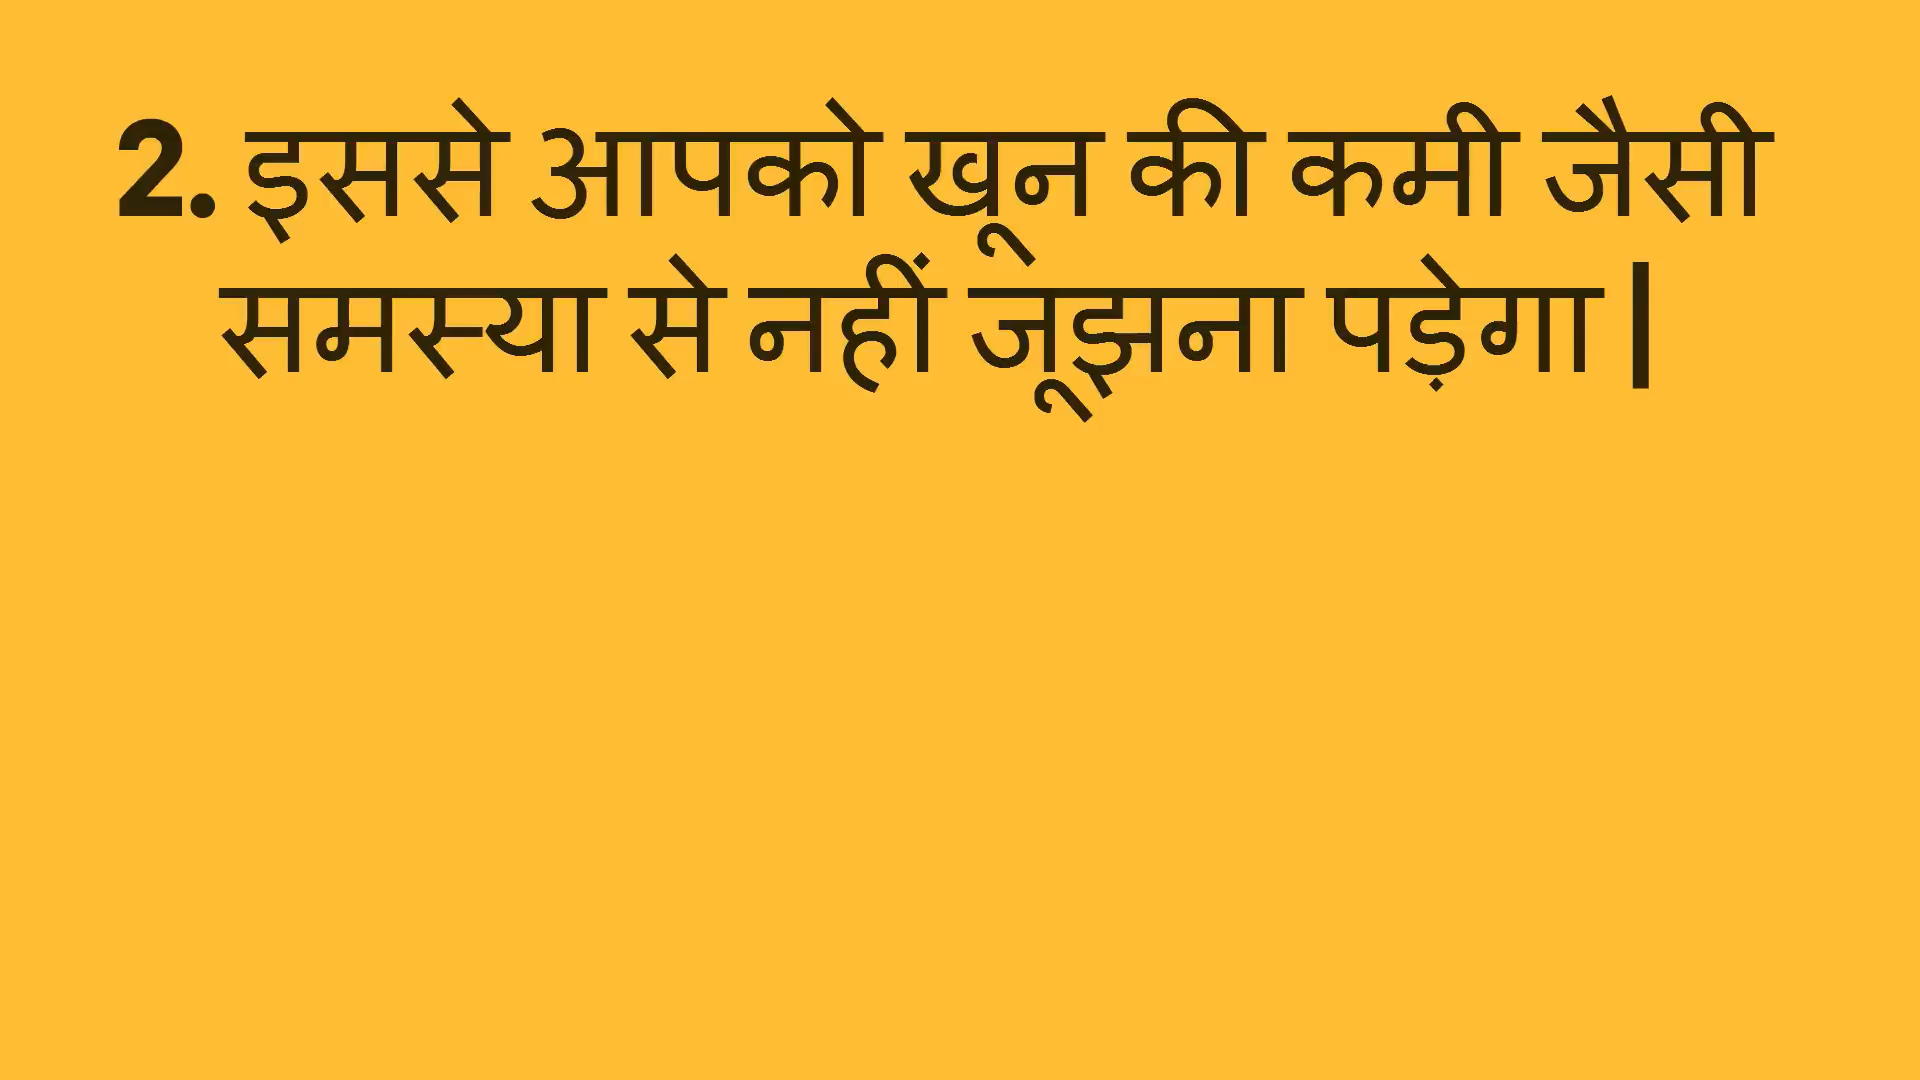 2. इससे आपको खून की कमी जैसी
समस्या से नहीं जूझना पड़ेगा |